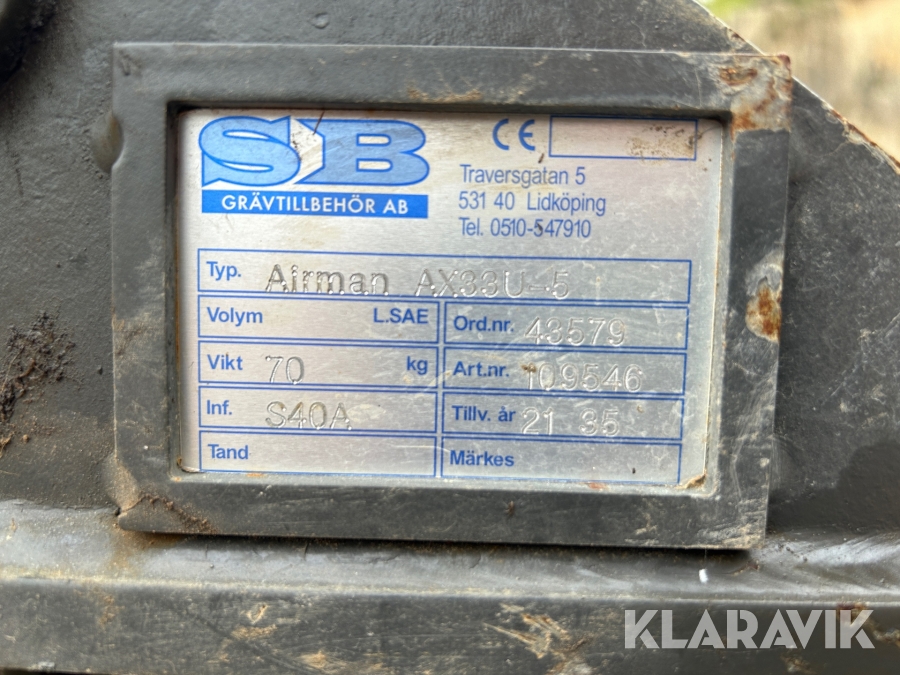 SB
GRÄVTILLBEHÖR AB
CE
Traversgatan 5
531 40 Lidköping
Tel. 0510-547910
Typ. Airman AX33U-5
Volym L.SAE
Ord.nr. 43579
Vikt 70 kg
Art.nr. 109546
Inf. S40A
Tillv. år 21 35
Tand
Märkes
KLARAVIK